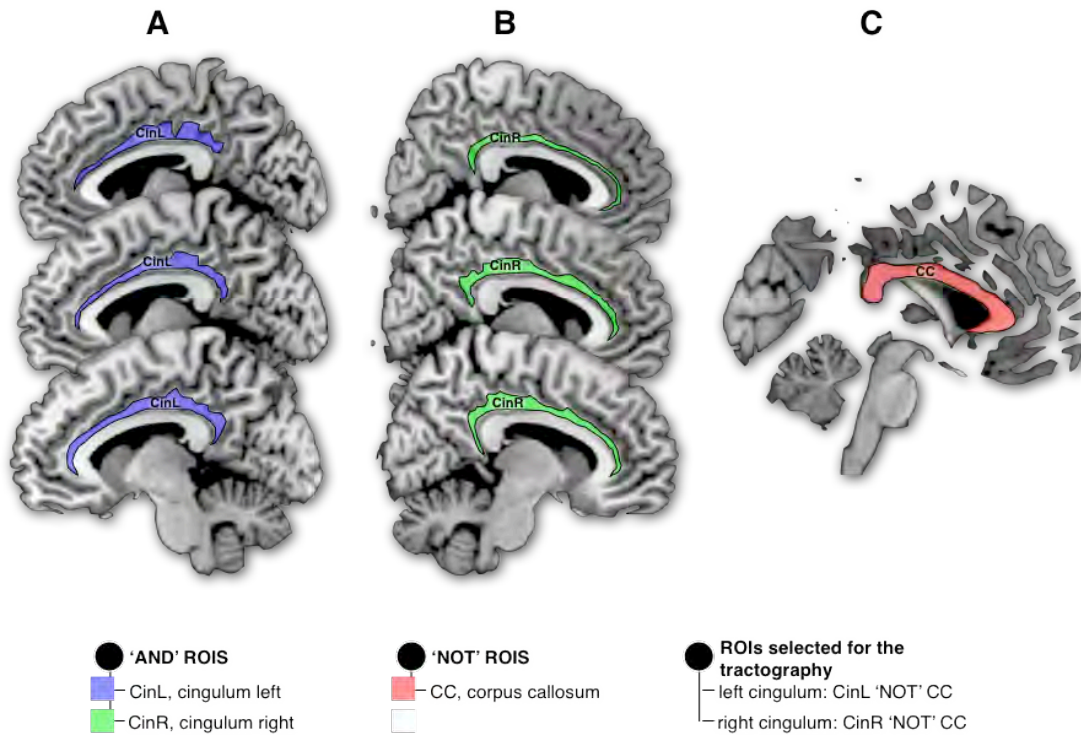 A
B
C
CinL
CinR
CinL
CinR
CC
CinL
CinR
'AND' ROIS
CinL, cingulum left
CinR, cingulum right
'NOT' ROIS
CC, corpus callosum
ROIs selected for the
tractography
left cingulum: CinL 'NOT' CC
right cingulum: CinR 'NOT' CC